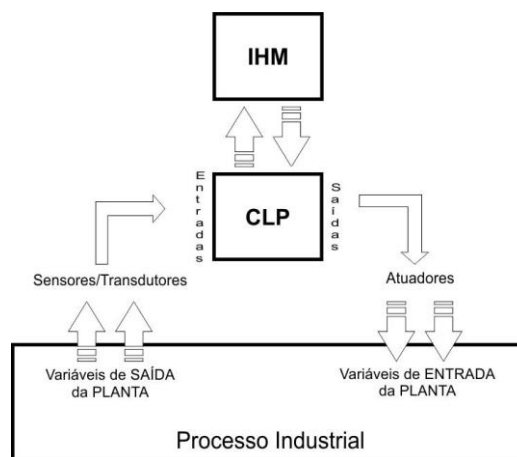 IHM
Entradas
CLP
Saídas
Sensores/Transdutores
Atuadores
Variáveis de SAÍDA
da PLANTA
Variáveis de ENTRADA
da PLANTA
Processo Industrial